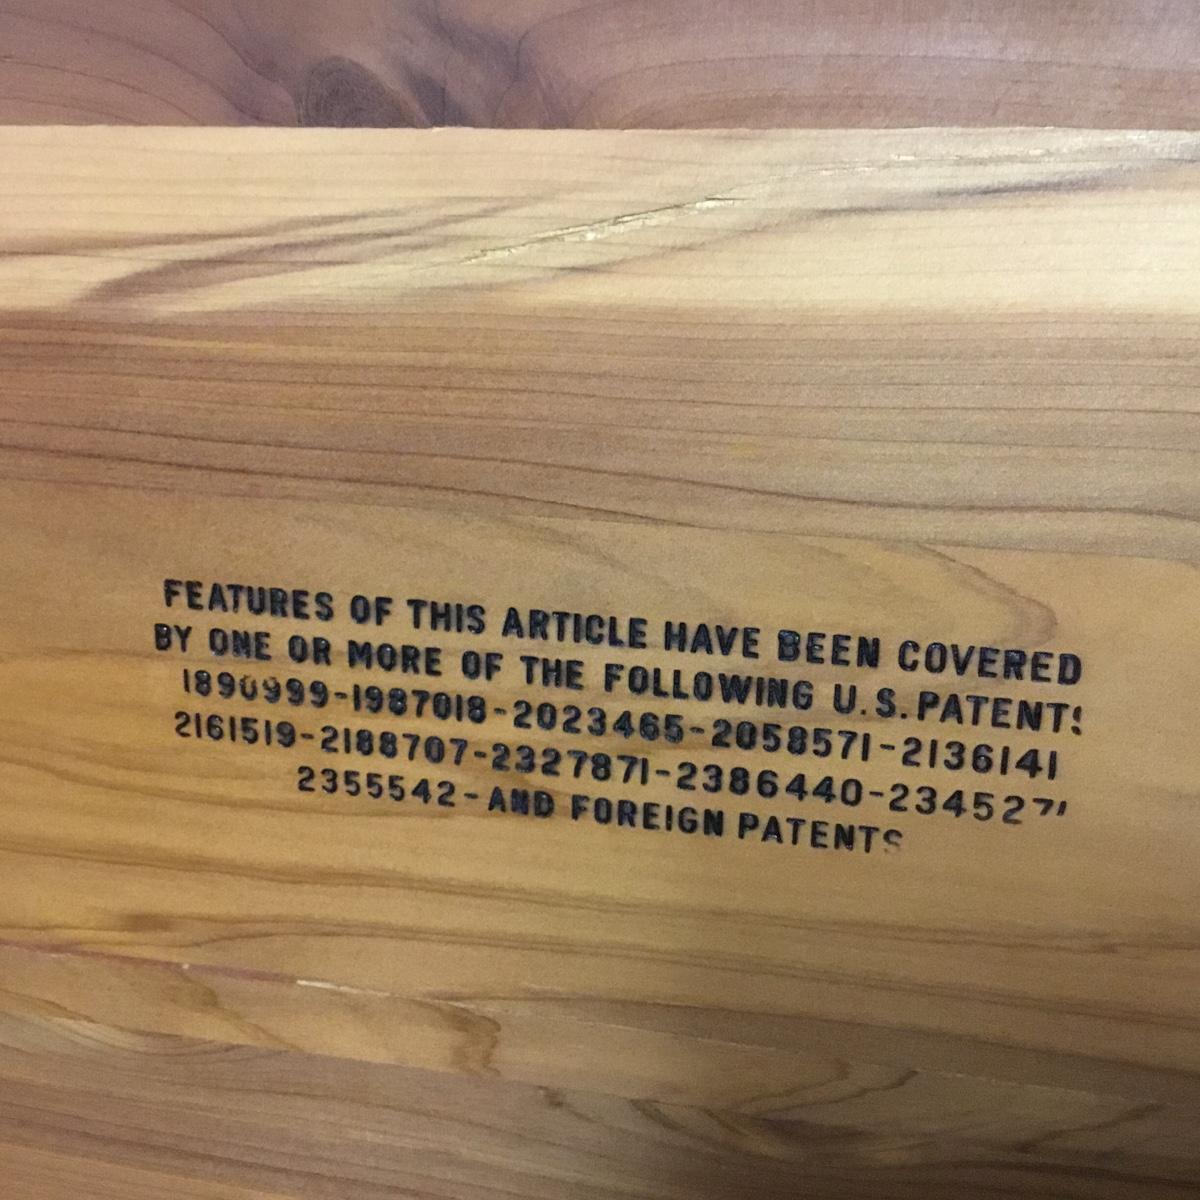 FEATURES OF THIS ARTICLE HAVE BEEN COVERED
BY ONE OR MORE OF THE FOLLOWING U.S. PATENTS
1890999-1987018-2023465-2058571-2136141
2161519-2188707-2327871-2386440-2345271
2355542-AND FOREIGN PATENTS